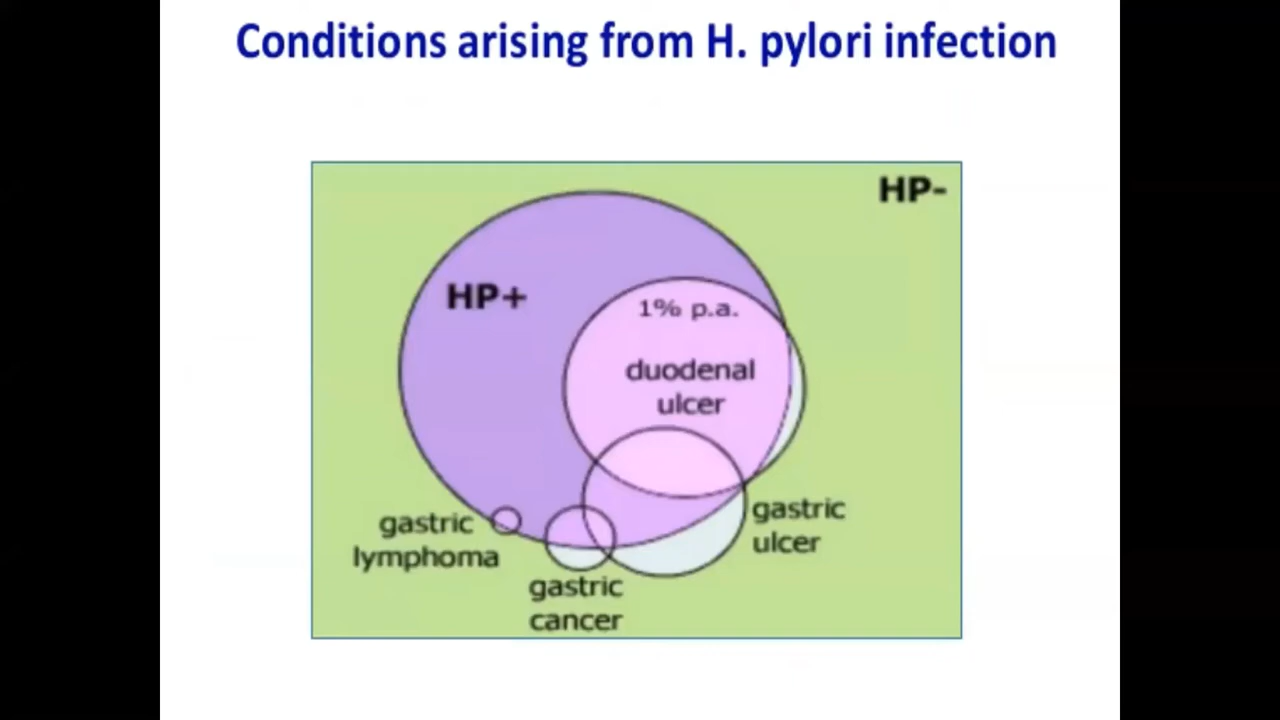 Conditions arising from H. pylori infection
HP-
HP+
1% p.a.
duodenal
ulcer
gastric
ulcer
gastric
lymphoma
gastric
cancer